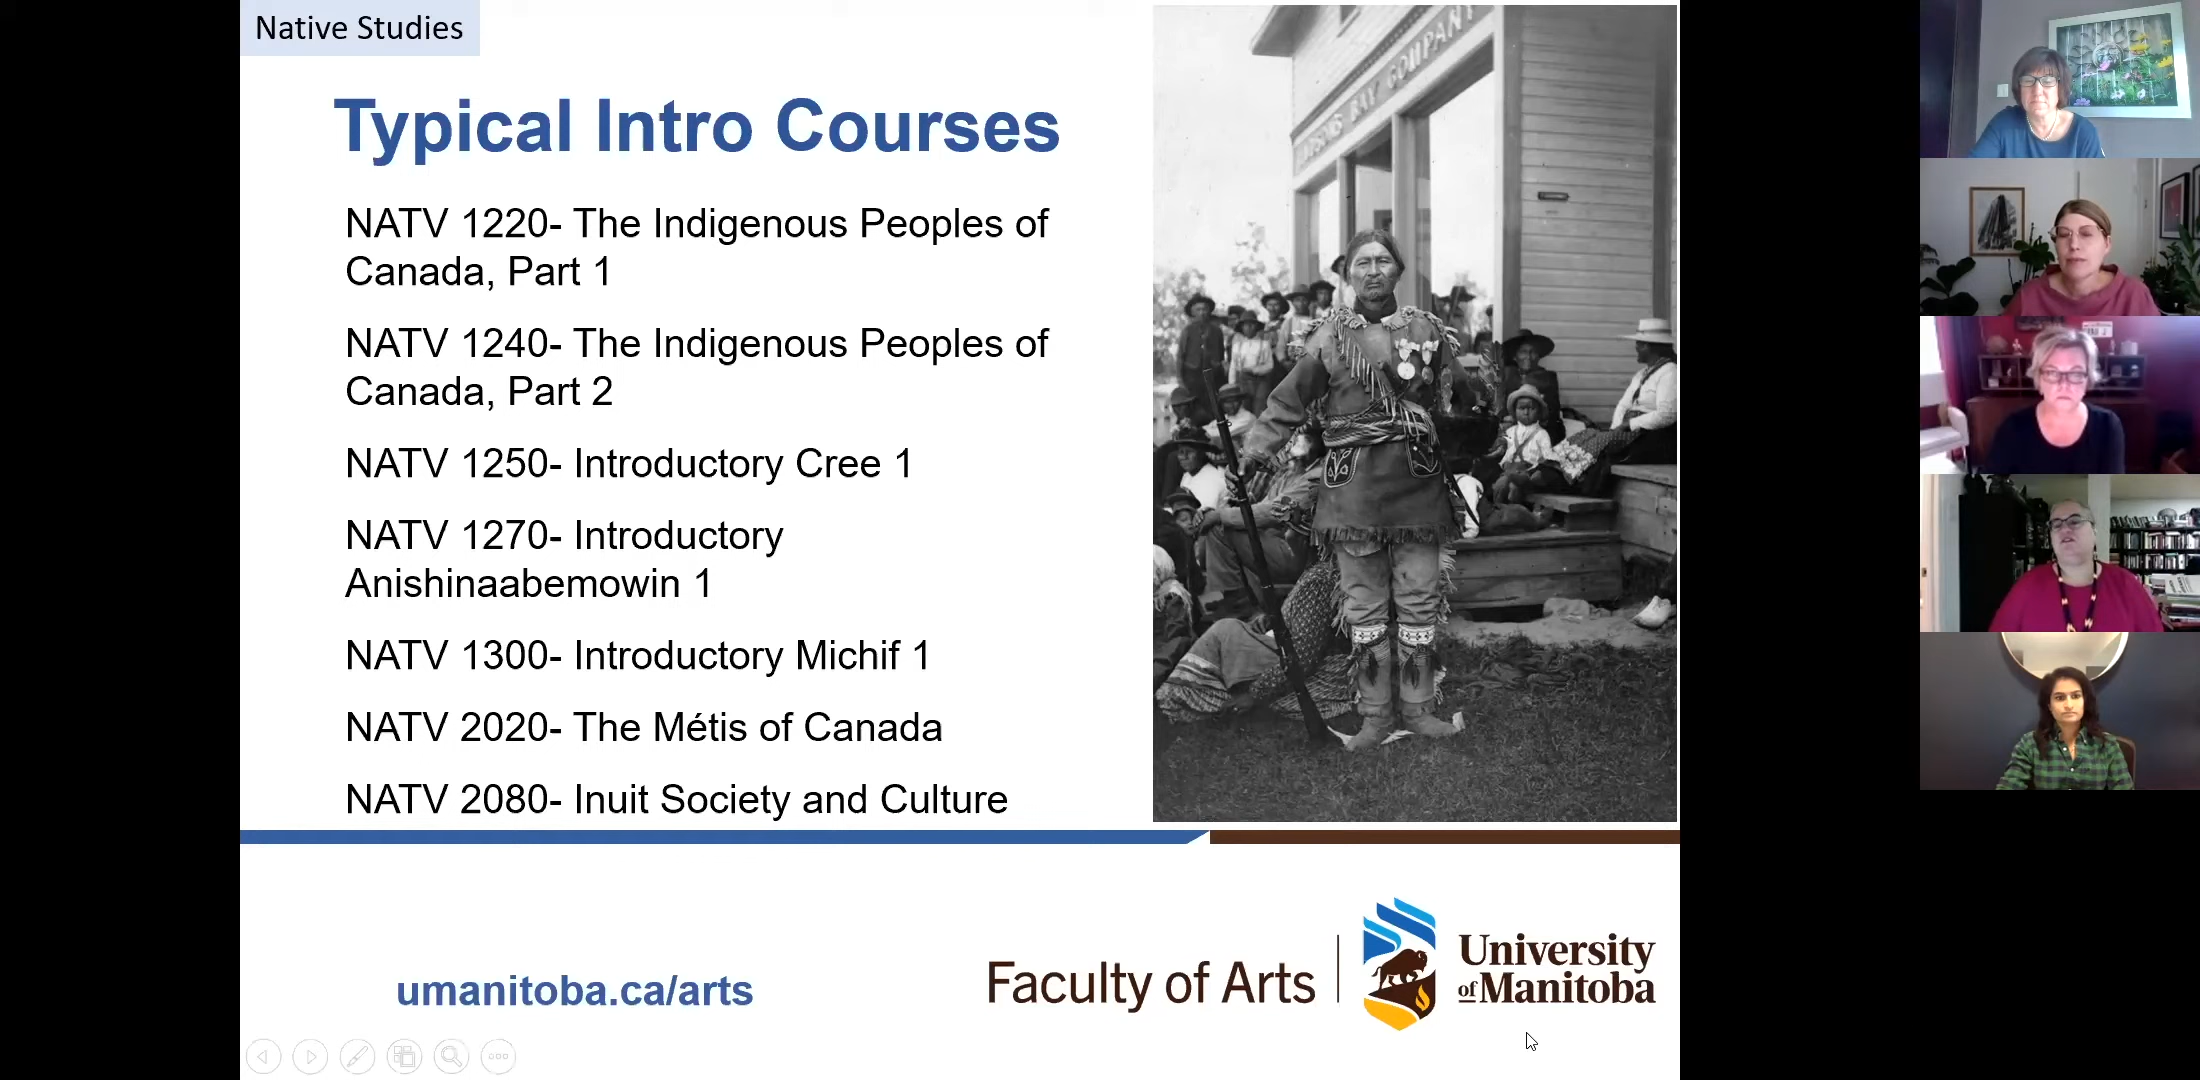 Native Studies
Typical Intro Courses
NATV 1220- The Indigenous Peoples of
Canada, Part 1
NATV 1240- The Indigenous Peoples of
Canada, Part 2
NATV 1250- Introductory Cree 1
NATV 1270- Introductory
Anishinaabemowin 1
NATV 1300- Introductory Michif 1
NATV 2020- The Métis of Canada
NATV 2080- Inuit Society and Culture
HUDSON'S BAY COMPANY
umanitoba.ca/arts
Faculty of Arts
University
of Manitoba